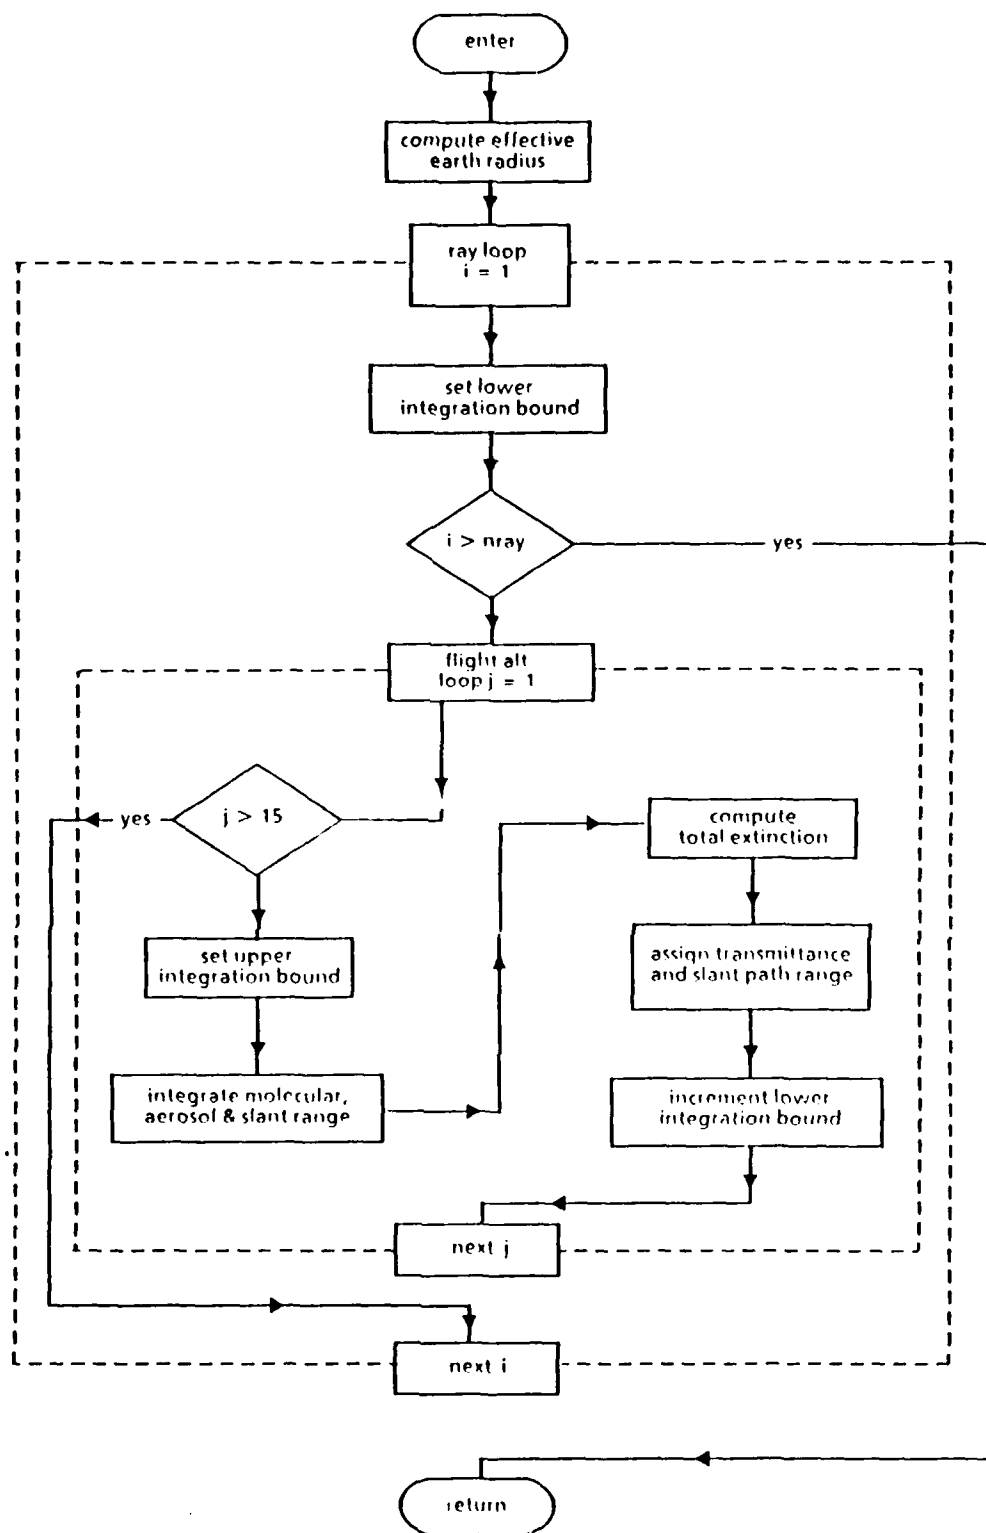 enter
compute effective
earth radius
ray loop
i = 1
set lower
integration bound
i > nray
yes
flight alt
loop j = 1
yes
j > 15
set upper
integration bound
integrate molecular,
aerosol & slant range
compute
total extinction
assign transmittance
and slant path range
increment lower
integration bound
next j
next i
return